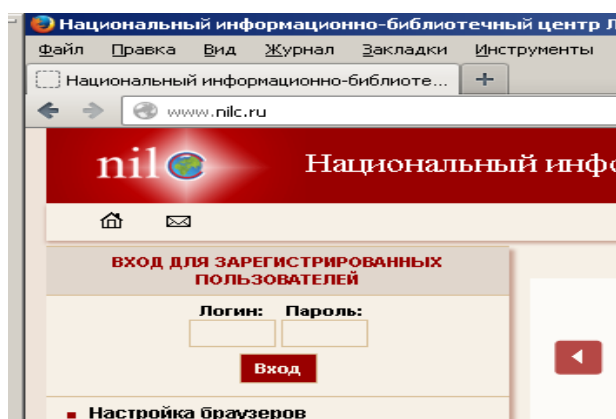 Национальный информационно-библиотечный центр
Файл Правка Вид Журнал Закладки Инструменты
Национальный информационно-библиоте... +
www.nilc.ru
nilc Национальный
ВХОД ДЛЯ ЗАРЕГИСТРИРОВАННЫХ
ПОЛЬЗОВАТЕЛЕЙ
Логин: Пароль:
Вход
Настройка браузеров